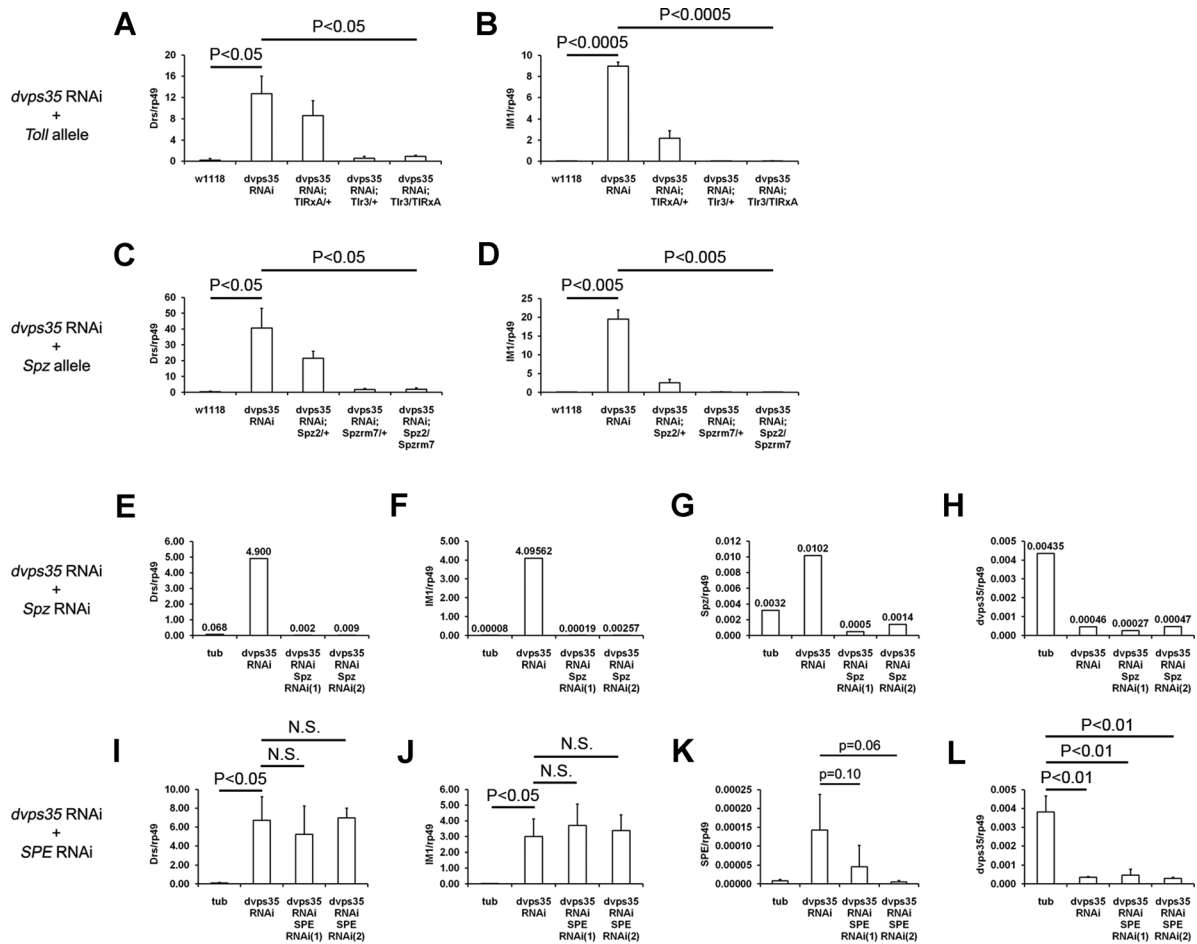 A
P<0.05
P<0.05
20
16
12
8
4
0
Drs/rp49
w1118
dvps35
RNAi
dvps35
RNAi;
TlRxA/+
dvps35
RNAi;
Tlr3/+
dvps35
RNAi;
Tlr3/TlRxA
B
P<0.0005
P<0.0005
10
8
6
4
2
0
IM1/rp49
w1118
dvps35
RNAi
dvps35
RNAi;
TlRxA/+
dvps35
RNAi;
Tlr3/+
dvps35
RNAi;
Tlr3/TlRxA
dvps35 RNAi
+
Toll allele
C
P<0.05
P<0.05
60
50
40
30
20
10
0
Drs/rp49
w1118
dvps35
RNAi
dvps35
RNAi;
Spz2/+
dvps35
RNAi;
Spzrm7/+
dvps35
RNAi;
Spz2/
Spzrm7
D
P<0.005
P<0.005
25
20
15
10
5
0
IM1/rp49
w1118
dvps35
RNAi
dvps35
RNAi;
Spz2/+
dvps35
RNAi;
Spzrm7/+
dvps35
RNAi;
Spz2/
Spzrm7
dvps35 RNAi
+
Spz allele
E
6.00
5.00
4.00
3.00
2.00
1.00
0.00
Drs/rp49
0.068
4.900
0.002
0.009
tub
dvps35
RNAi
dvps35
RNAi
Spz
RNAi(1)
dvps35
RNAi
Spz
RNAi(2)
F
5.00
4.00
3.00
2.00
1.00
0.00
IM1/rp49
0.00008
4.09562
0.00019
0.00257
tub
dvps35
RNAi
dvps35
RNAi
Spz
RNAi(1)
dvps35
RNAi
Spz
RNAi(2)
G
0.012
0.010
0.008
0.006
0.004
0.002
0.000
Spz/rp49
0.0032
0.0102
0.0005
0.0014
tub
dvps35
RNAi
dvps35
RNAi
Spz
RNAi(1)
dvps35
RNAi
Spz
RNAi(2)
H
0.005
0.004
0.003
0.002
0.001
0.000
dvps35/rp49
0.00435
0.00046
0.00027
0.00047
tub
dvps35
RNAi
dvps35
RNAi
Spz
RNAi(1)
dvps35
RNAi
Spz
RNAi(2)
dvps35 RNAi
+
Spz RNAi
I
N.S.
N.S.
P<0.05
10.00
8.00
6.00
4.00
2.00
0.00
Drs/rp49
tub
dvps35
RNAi
dvps35
RNAi
SPE
RNAi(1)
dvps35
RNAi
SPE
RNAi(2)
J
N.S.
N.S.
P<0.05
6.00
5.00
4.00
3.00
2.00
1.00
0.00
IM1/rp49
tub
dvps35
RNAi
dvps35
RNAi
SPE
RNAi(1)
dvps35
RNAi
SPE
RNAi(2)
K
p=0.06
p=0.10
0.00025
0.00020
0.00015
0.00010
0.00005
0.00000
SPE/rp49
tub
dvps35
RNAi
dvps35
RNAi
SPE
RNAi(1)
dvps35
RNAi
SPE
RNAi(2)
L
P<0.01
P<0.01
P<0.01
0.005
0.004
0.003
0.002
0.001
0.000
dvps35/rp49
tub
dvps35
RNAi
dvps35
RNAi
SPE
RNAi(1)
dvps35
RNAi
SPE
RNAi(2)
dvps35 RNAi
+
SPE RNAi